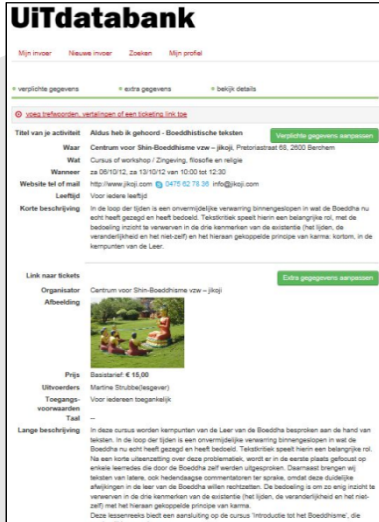 UiTdatabank
Mijn invoer Nieuwe invoer Zoeken Mijn profiel
verplichte gegevens extra gegevens bekijk details
voeg trefwoorden, vertalingen of een ticketing link toe
Titel van je activiteit Aldus heb ik gehoord - Boeddhistische teksten Verplichte gegevens aanpassen
Waar Centrum voor Shin-Boeddhisme vzw – jikoji, Pretoriastraat 68, 2600 Berchem
Wat Cursus of workshop / Zingeving, filosofie en religie
Wanneer za 06/10/12, za 13/10/12 van 10:00 tot 12:30
Website tel of mail http://www.jikoji.com 0475 62 78 36 info@jikoji.com
Leeftijd Voor iedere leeftijd
Korte beschrijving In de loop der tijden is een onvermijdelijke verwarring binnengeslopen in wat de Boeddha nu
echt heeft gezegd en heeft bedoeld. Tekstkritiek speelt hierin een belangrijke rol, met de
bedoeling inzicht te verwerven in de drie kenmerken van de existentie (het lijden, de
veranderlijkheid en het niet-zelf) en het hieraan gekoppelde principe van karma: kortom, in de
kernpunten van de Leer.
Link naar tickets Extra gegevens aanpassen
Organisator Centrum voor Shin-Boeddhisme vzw – jikoji
Afbeelding
Prijs Basistarief: € 15,00
Uitvoerders Martine Strubbe(lesgever)
Toegangs- Voor iedereen toegankelijk
voorwaarden
Taal --
Lange beschrijving In deze cursus worden kernpunten van de Leer van de Boeddha besproken aan de hand van
teksten. In de loop der tijden is een onvermijdelijke verwarring binnengeslopen in wat de
Boeddha nu echt heeft gezegd en heeft bedoeld. Tekstkritiek speelt hierin een belangrijke rol.
Na een korte uiteenzetting over deze problematiek, wordt er in de eerste plaats gefocust op
enkele leerredes die door de Boeddha zelf werden uitgesproken. Daarnaast brengen wij
teksten van latere, ook hedendaagse commentatoren ter sprake, omdat deze duidelijke
afwijkingen in de leer van de Boeddha willen rechtzetten. De bedoeling is om zo enig inzicht te
verwerven in de drie kenmerken van de existentie (het lijden, de veranderlijkheid en het niet-
zelf) met het hieraan gekoppelde principe van karma.
Deze lessenreeks biedt een aansluiting op de cursus 'Introductie tot het Boeddhisme', die